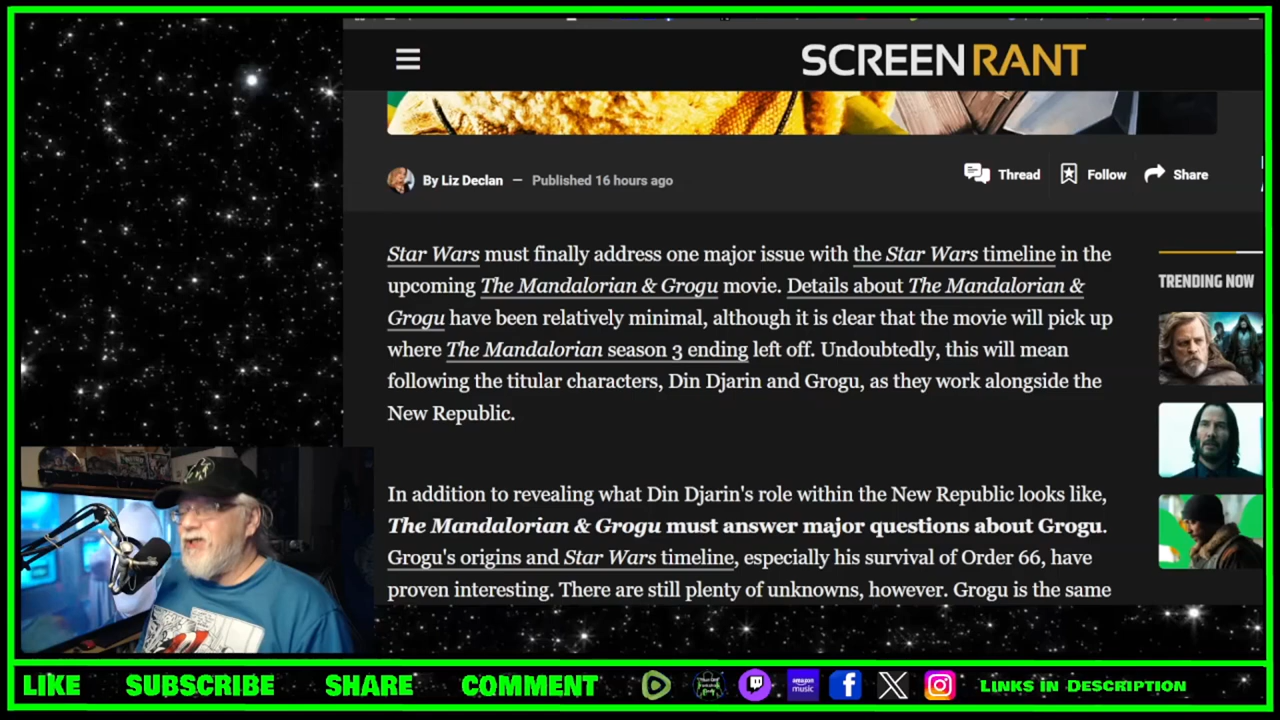 SCREENRANT
By Liz Declan — Published 16 hours ago
Thread
Follow
Share
Star Wars must finally address one major issue with the Star Wars timeline in the
upcoming The Mandalorian & Grogu movie. Details about The Mandalorian &
Grogu have been relatively minimal, although it is clear that the movie will pick up
where The Mandalorian season 3 ending left off. Undoubtedly, this will mean
following the titular characters, Din Djarin and Grogu, as they work alongside the
New Republic.
In addition to revealing what Din Djarin's role within the New Republic looks like,
The Mandalorian & Grogu must answer major questions about Grogu.
Grogu's origins and Star Wars timeline, especially his survival of Order 66, have
proven interesting. There are still plenty of unknowns, however. Grogu is the same
TRENDING NOW
LIKE
SUBSCRIBE
SHARE
COMMENT
amazon
music
LINKS IN DESCRIPTION